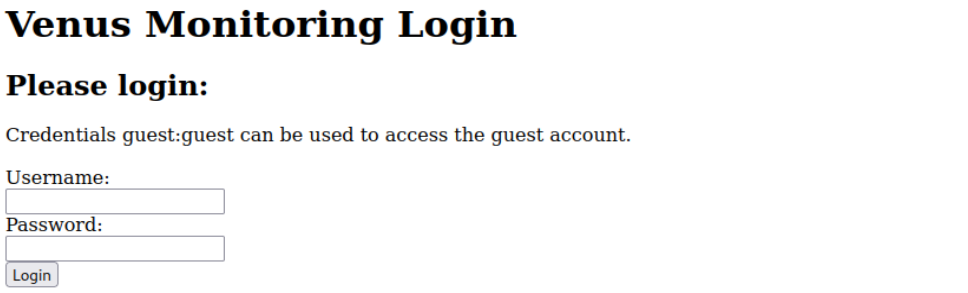 Venus Monitoring Login
Please login:
Credentials guest:guest can be used to access the guest account.
Username:
Password:
Login